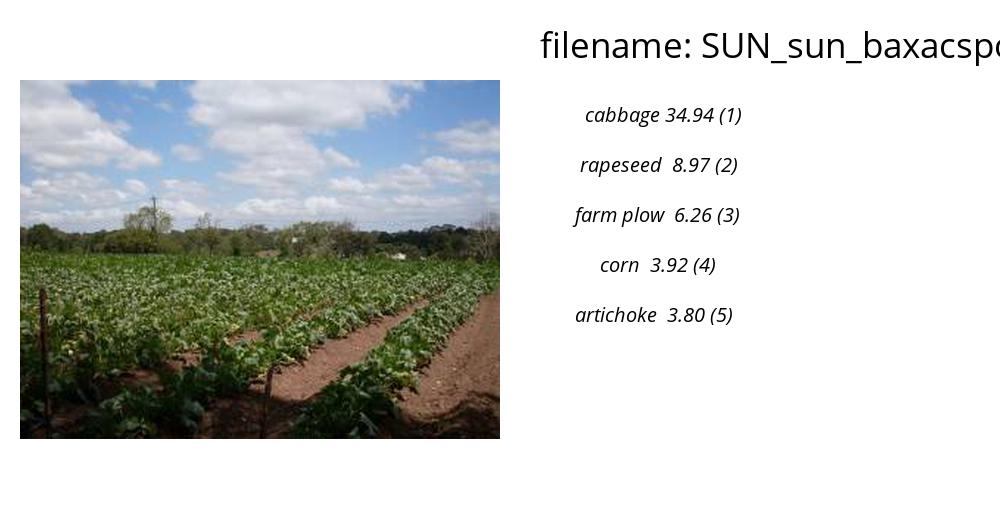 filename: SUN_sun_baxacsp
cabbage 34.94 (1)
rapeseed 8.97 (2)
farm plow 6.26 (3)
corn 3.92 (4)
artichoke 3.80 (5)